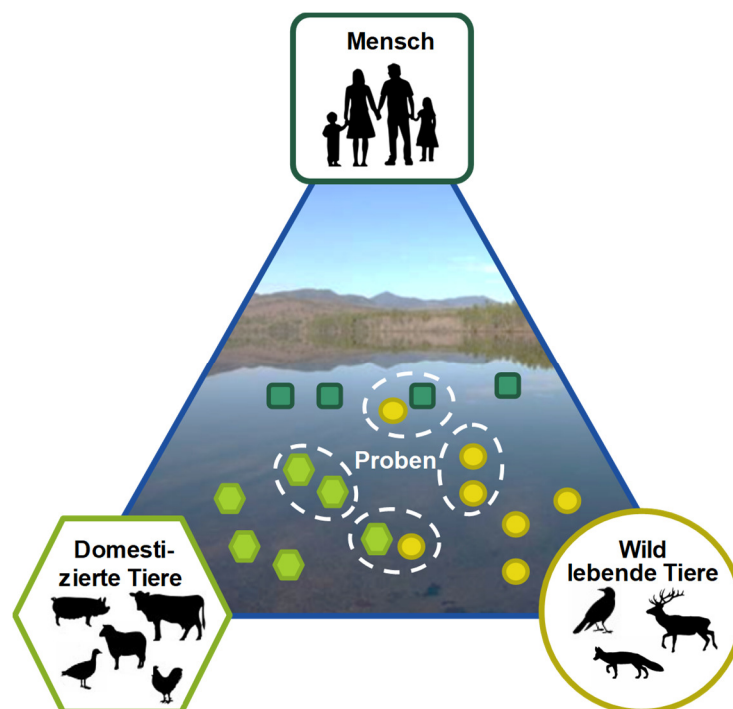 Mensch
Proben
Domesti-
zierte Tiere
Wild
lebende Tiere